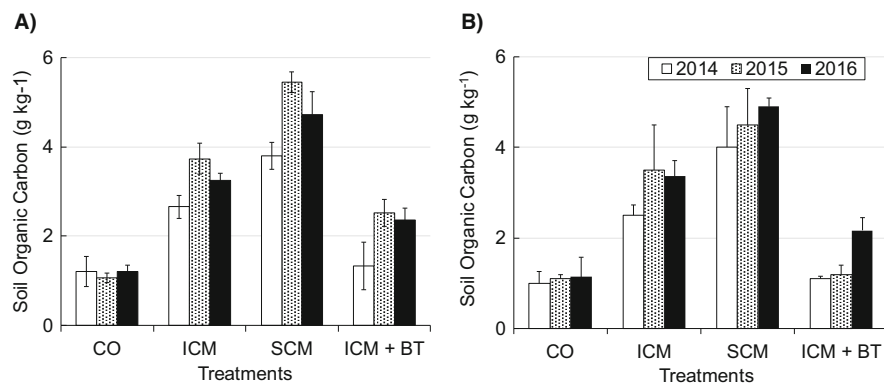 A)
Soil Organic Carbon (g kg-1)
6
4
2
0
CO ICM SCM ICM + BT
Treatments
B)
Soil Organic Carbon (g kg-1)
2014 2015 2016
6
4
2
0
CO ICM SCM ICM + BT
Treatments